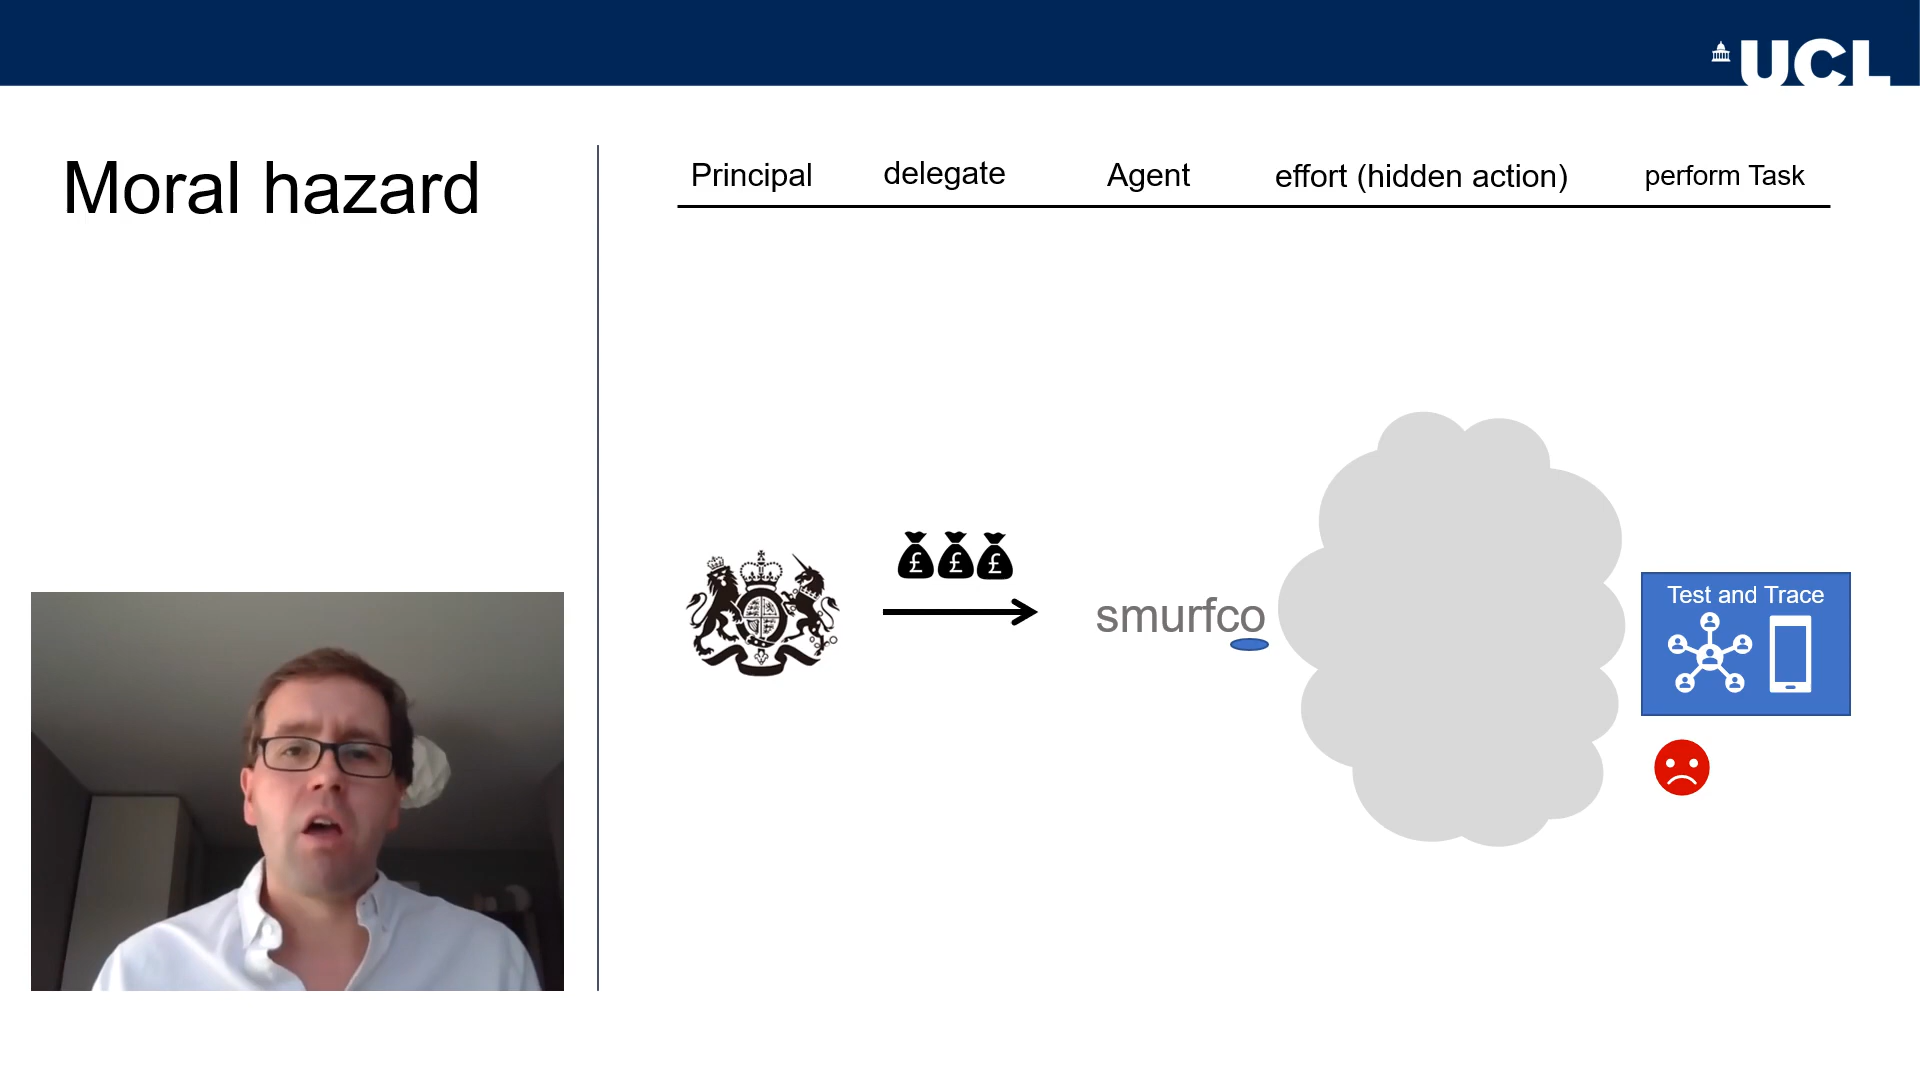 UCL
Moral hazard
Principal delegate Agent effort (hidden action) perform Task
£ £ £
smurfco
Test and Trace